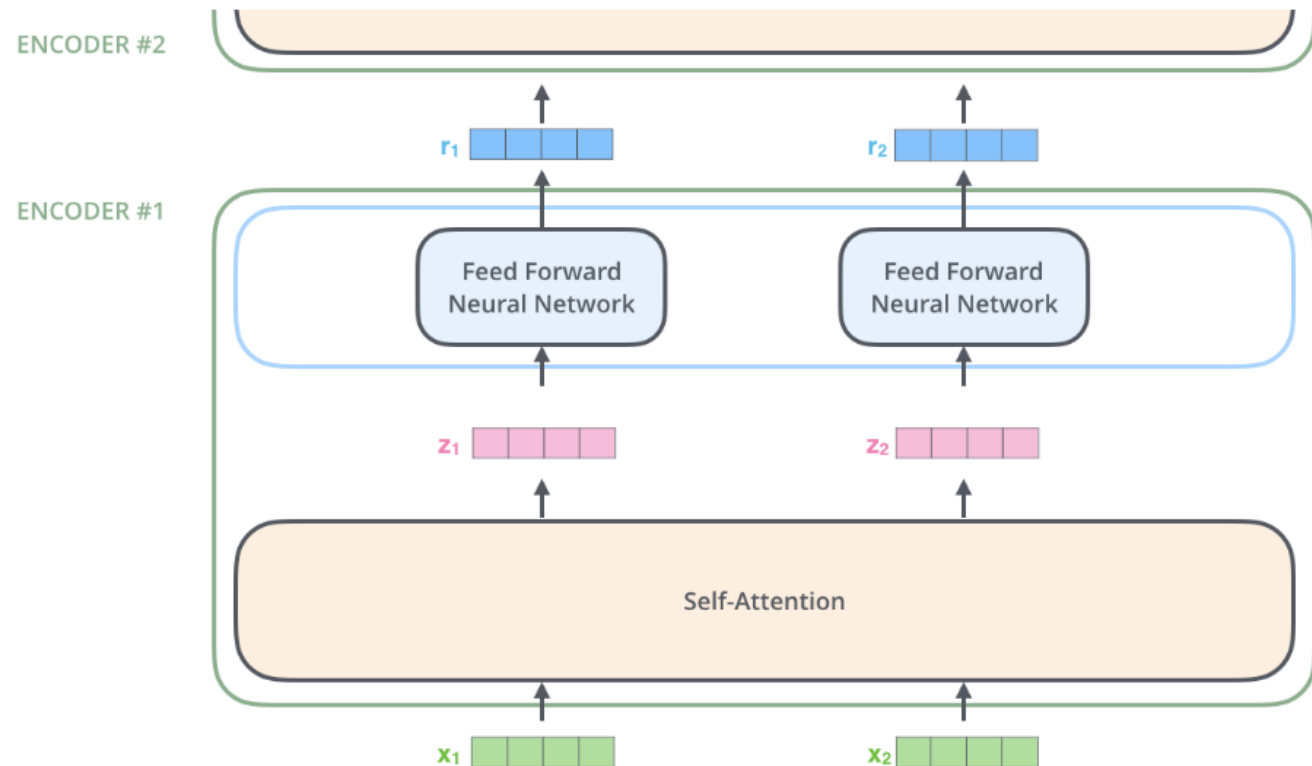 ENCODER #2
r₁
r₂
ENCODER #1
Feed Forward
Neural Network
Feed Forward
Neural Network
z₁
z₂
Self-Attention
x₁
x₂